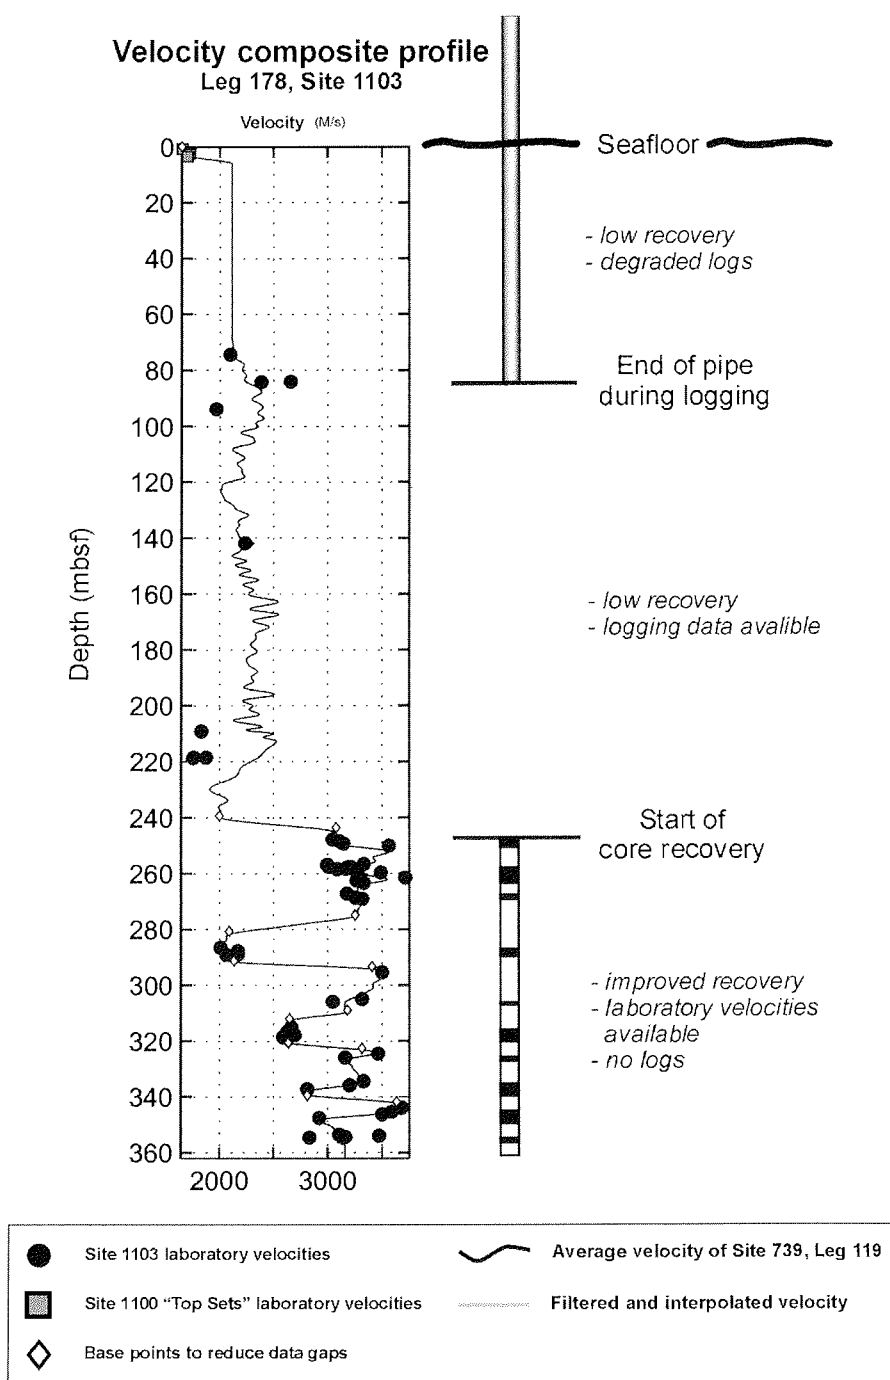 Velocity composite profile
Leg 178, Site 1103
Velocity (M/s)
Seafloor
0
20
40
60
80
100
120
140
160
180
200
220
240
260
280
300
320
340
360
Depth (mbsf)
2000
3000
- low recovery
- degraded logs
End of pipe
during logging
- low recovery
- logging data avalible
Start of
core recovery
- improved recovery
- laboratory velocities
available
- no logs
Site 1103 laboratory velocities
Average velocity of Site 739, Leg 119
Site 1100 “Top Sets” laboratory velocities
Filtered and interpolated velocity
Base points to reduce data gaps